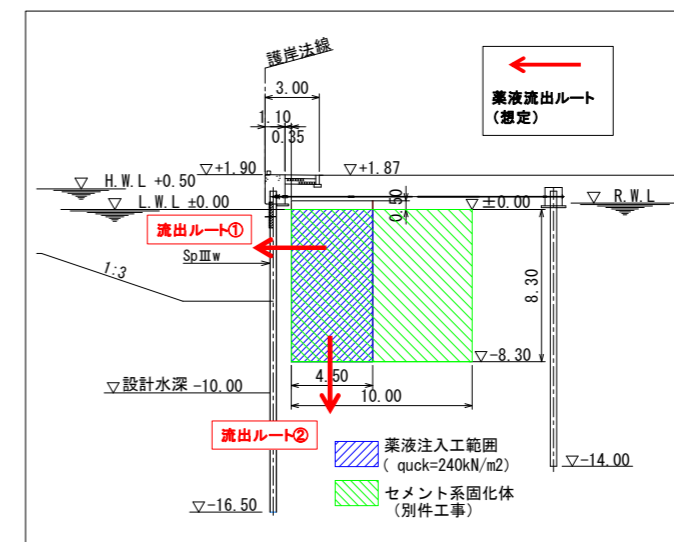 護岸法線
3.00
1.10
0.35
▽+1.90
▽+1.87
H.W.L +0.50
L.W.L ±0.00
R.W.L
0.50
▽±0.00
流出ルート①
SpⅢw
1:3
8.30
▽-8.30
4.50
10.00
▽設計水深 -10.00
流出ルート②
▽-14.00
▽-16.50
薬液流出ルート
(想定)
薬液注入工範囲
( quck=240kN/m2)
セメント系固化体
(別件工事)